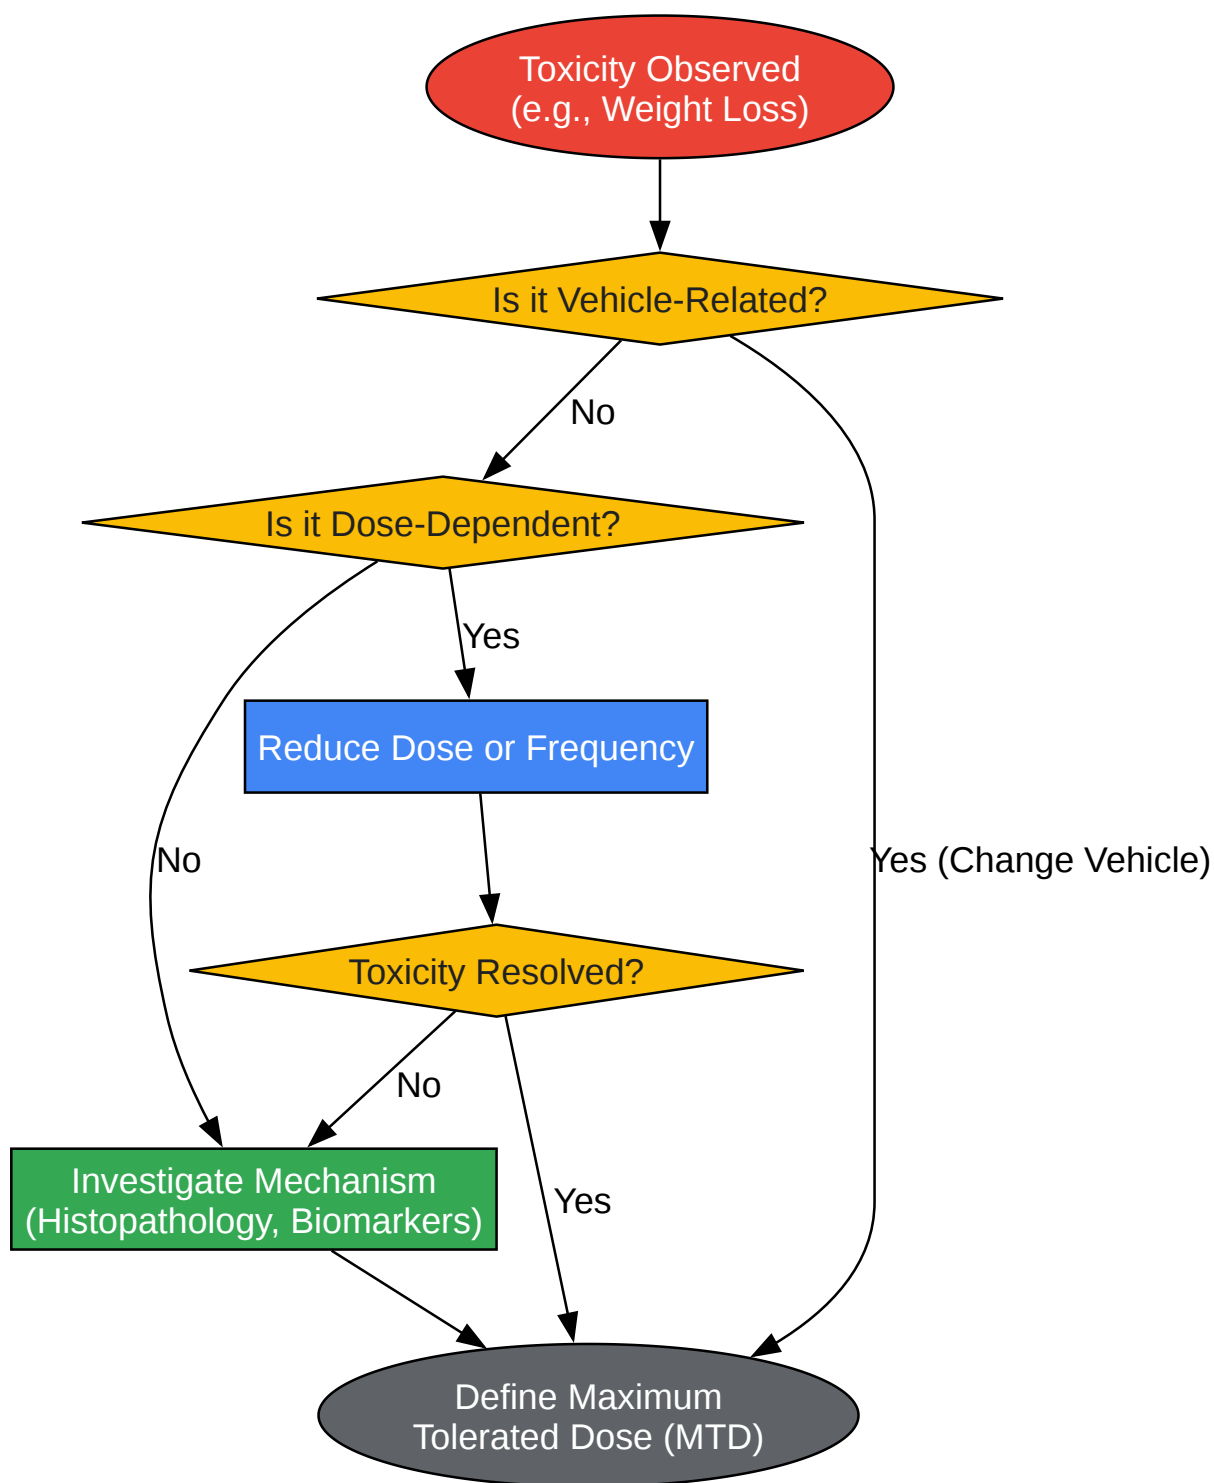 Toxicity Observed
(e.g., Weight Loss)
Is it Vehicle-Related?
No
Is it Dose-Dependent?
Yes
Reduce Dose or Frequency
No
Yes (Change Vehicle)
Toxicity Resolved?
No
Investigate Mechanism
(Histopathology, Biomarkers)
Yes
Define Maximum
Tolerated Dose (MTD)